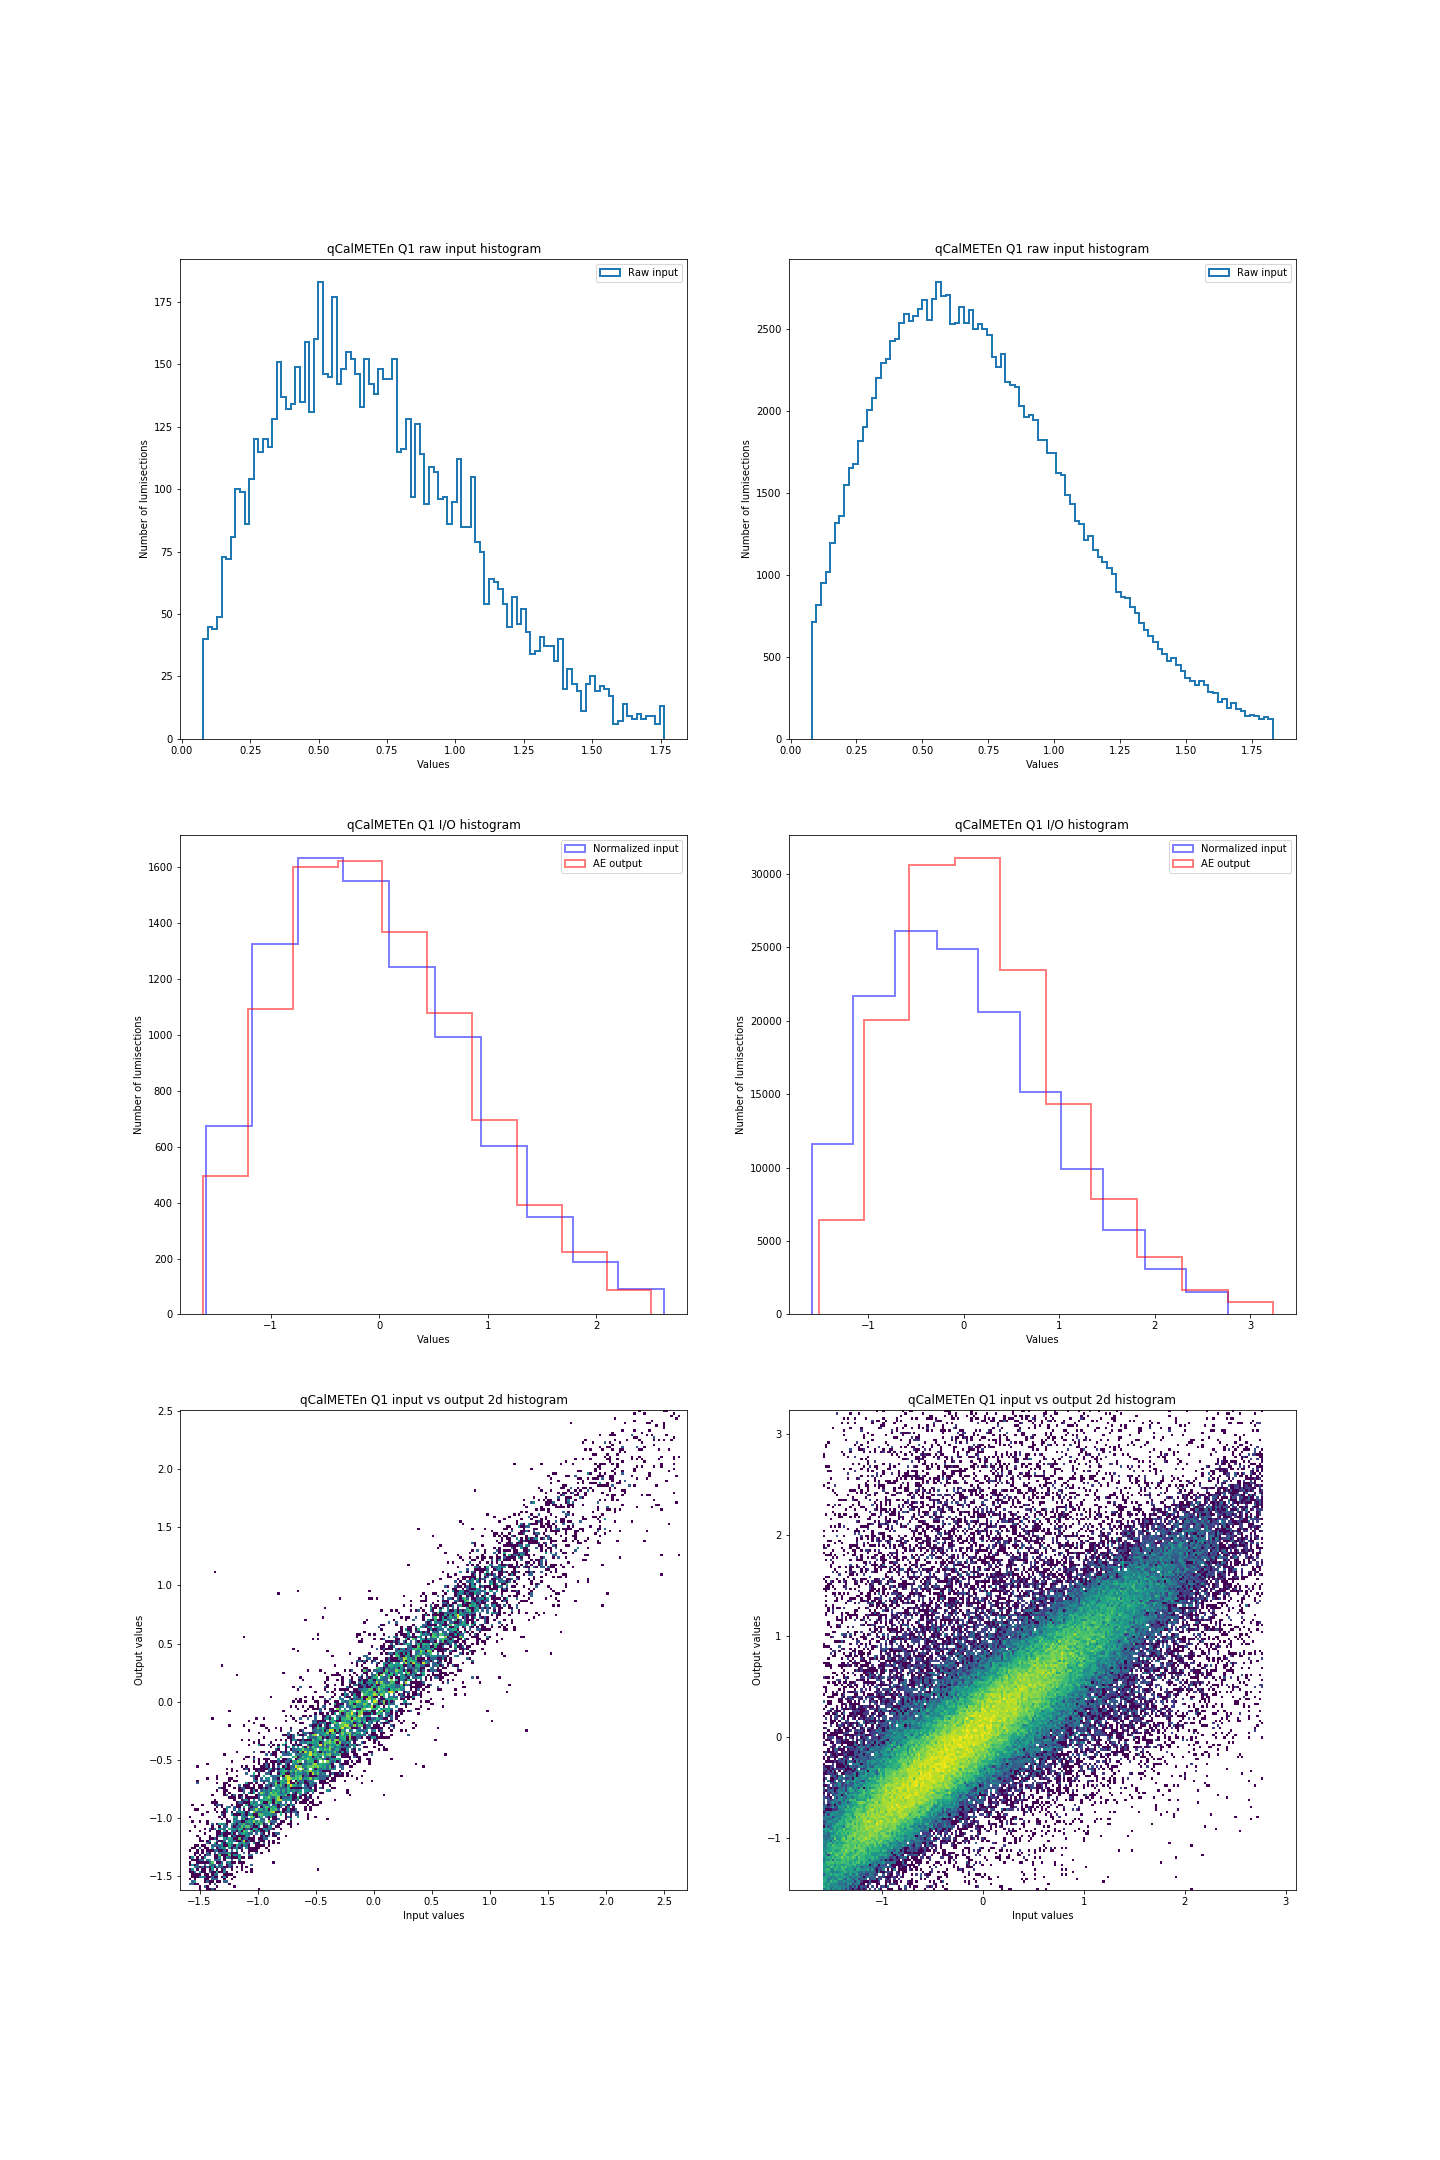 qCalMETEn Q1 raw input histogram
Raw input
175
150
125
100
75
50
25
0
Number of lumisections
0.00 0.25 0.50 0.75 1.00 1.25 1.50 1.75
Values
qCalMETEn Q1 raw input histogram
Raw input
2500
2000
1500
1000
500
0
Number of lumisections
0.00 0.25 0.50 0.75 1.00 1.25 1.50 1.75
Values
qCalMETEn Q1 I/O histogram
Normalized input
AE output
1600
1400
1200
1000
800
600
400
200
0
Number of lumisections
−1 0 1 2
Values
qCalMETEn Q1 I/O histogram
Normalized input
AE output
30000
25000
20000
15000
10000
5000
0
Number of lumisections
−1 0 1 2 3
Values
qCalMETEn Q1 input vs output 2d histogram
2.5
2.0
1.5
1.0
0.5
0.0
−0.5
−1.0
−1.5
Output values
−1.5 −1.0 −0.5 0.0 0.5 1.0 1.5 2.0 2.5
Input values
qCalMETEn Q1 input vs output 2d histogram
3
2
1
0
−1
Output values
−1 0 1 2 3
Input values